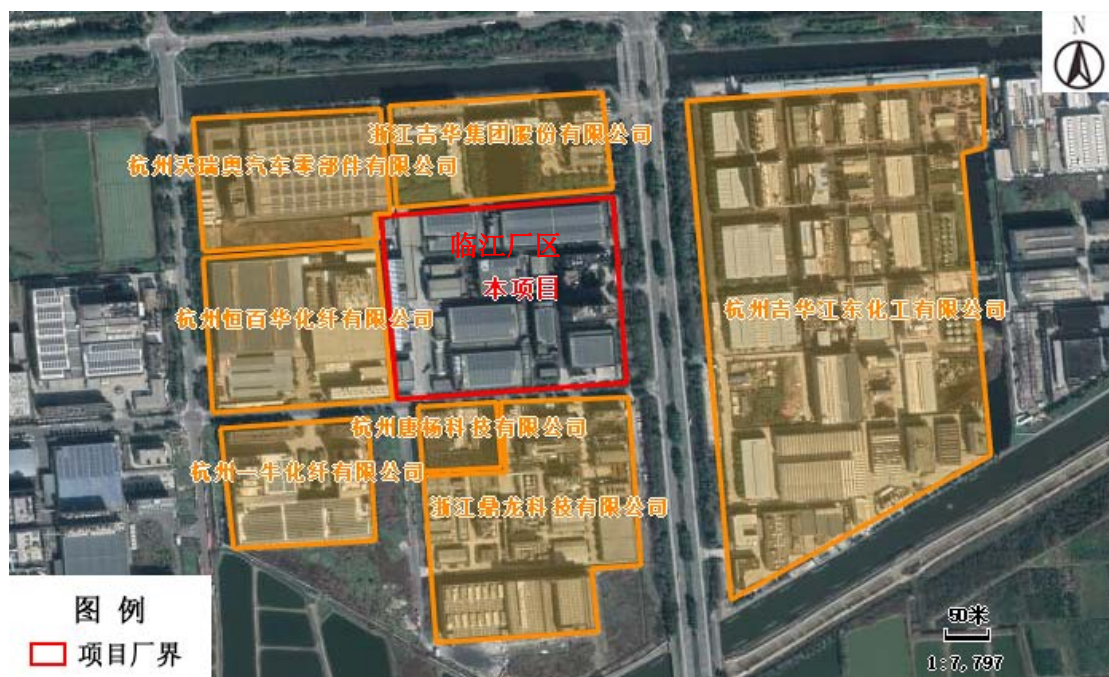 N
浙江吉华集团股份有限公司
杭州天瑞奥汽车零部件有限公司
临江厂区
本项目
杭州吉华江东化工有限公司
杭州恒百华化纤有限公司
杭州唐杨科技有限公司
杭州一牛化纤有限公司
浙江鼎龙科技有限公司
图 例
项目厂界
50米
1:7,797